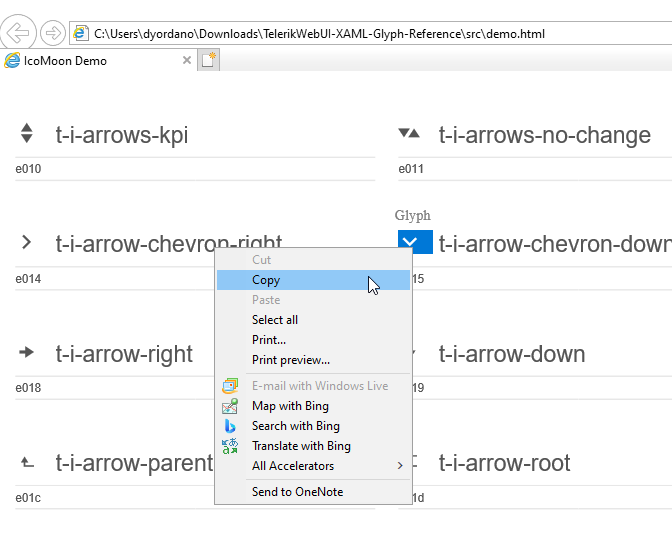 C:\Users\dyordano\Downloads\TelerikWebUI-XAML-Glyph-Reference\src\demo.html
IcoMoon Demo
t-i-arrows-kpi
t-i-arrows-no-change
e010
e011
Glyph
t-i-arrow-chevron-right
t-i-arrow-chevron-down
e014
15
Cut
Copy
Paste
Select all
Print...
Print preview...
t-i-arrow-right
t-i-arrow-down
e018
19
E-mail with Windows Live
Map with Bing
Search with Bing
Translate with Bing
All Accelerators
Send to OneNote
t-i-arrow-parent
t-i-arrow-root
e01c
1d